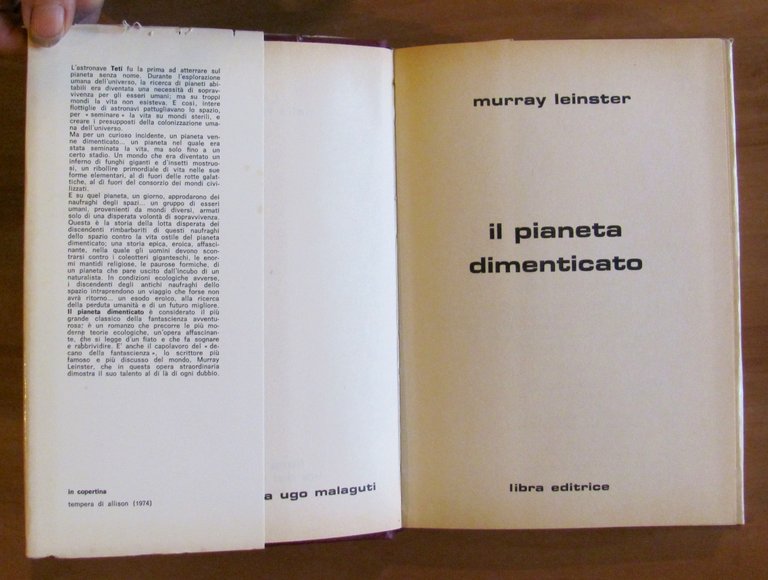 L'astronave Teti fu la prima ad atterrare sul
pianeta senza nome. Durante l'esplorazione
umana dell'universo, la ricerca di pianeti abi-
tabili era diventata una necessità di soprav-
vivenza per gli esseri umani; ma su troppi
mondi la vita non esisteva. E così, intere
flottiglie di astronavi pattugliavano lo spazio,
per « seminare » la vita su mondi sterili, e
creare i presupposti della colonizzazione uma-
na dell'universo.
Ma per un curioso incidente, un pianeta ven-
ne dimenticato... un pianeta nel quale era
stata seminata la vita, ma solo fino a un
certo stadio. Un mondo che era diventato un
inferno di funghi giganti e d'insetti mostruo-
si, un ribollire primordiale di vita nelle sue
forme elementari, al di fuori delle rotte galat-
tiche, al di fuori del consorzio dei mondi civi-
lizzati.
E su quel pianeta, un giorno, approdarono dei
naufraghi degli spazi... un gruppo di esseri
umani, provenienti da mondi diversi, armati
solo di una disperata volontà di sopravvivenza.
Questa è la storia della lotta disperata dei
discendenti rimbarbariti di questi naufraghi
dello spazio contro la vita ostile del pianeta
dimenticato; una storia epica, eroica, affasci-
nante, nella quale gli uomini devono scon-
trarsi contro i coleotteri giganteschi, le enor-
mi mantidi religiose, le paurose formiche, di
un pianeta che pare uscito dall'incubo di un
naturalista. In condizioni ecologiche avverse,
i discendenti degli antichi naufraghi dello
spazio intraprendono un viaggio che forse non
avrà ritorno... un esodo eroico, alla ricerca
della perduta umanità e di un futuro migliore.
Il pianeta dimenticato è considerato il più
grande classico della fantascienza avventu-
rosa: è un romanzo che precorre le più mo-
derne teorie ecologiche, un'opera affascinan-
te, che si legge d'un fiato e che fa sognare
e rabbrividire. E' anche il capolavoro del « de-
cano della fantascienza », lo scrittore più
famoso e più discusso del mondo, Murray
Leinster, che in questa opera straordinaria
dimostra il suo talento al di là di ogni dubbio.
in copertina
tempera di allison (1974)
a ugo malaguti
murray leinster
il pianeta
dimenticato
libra editrice